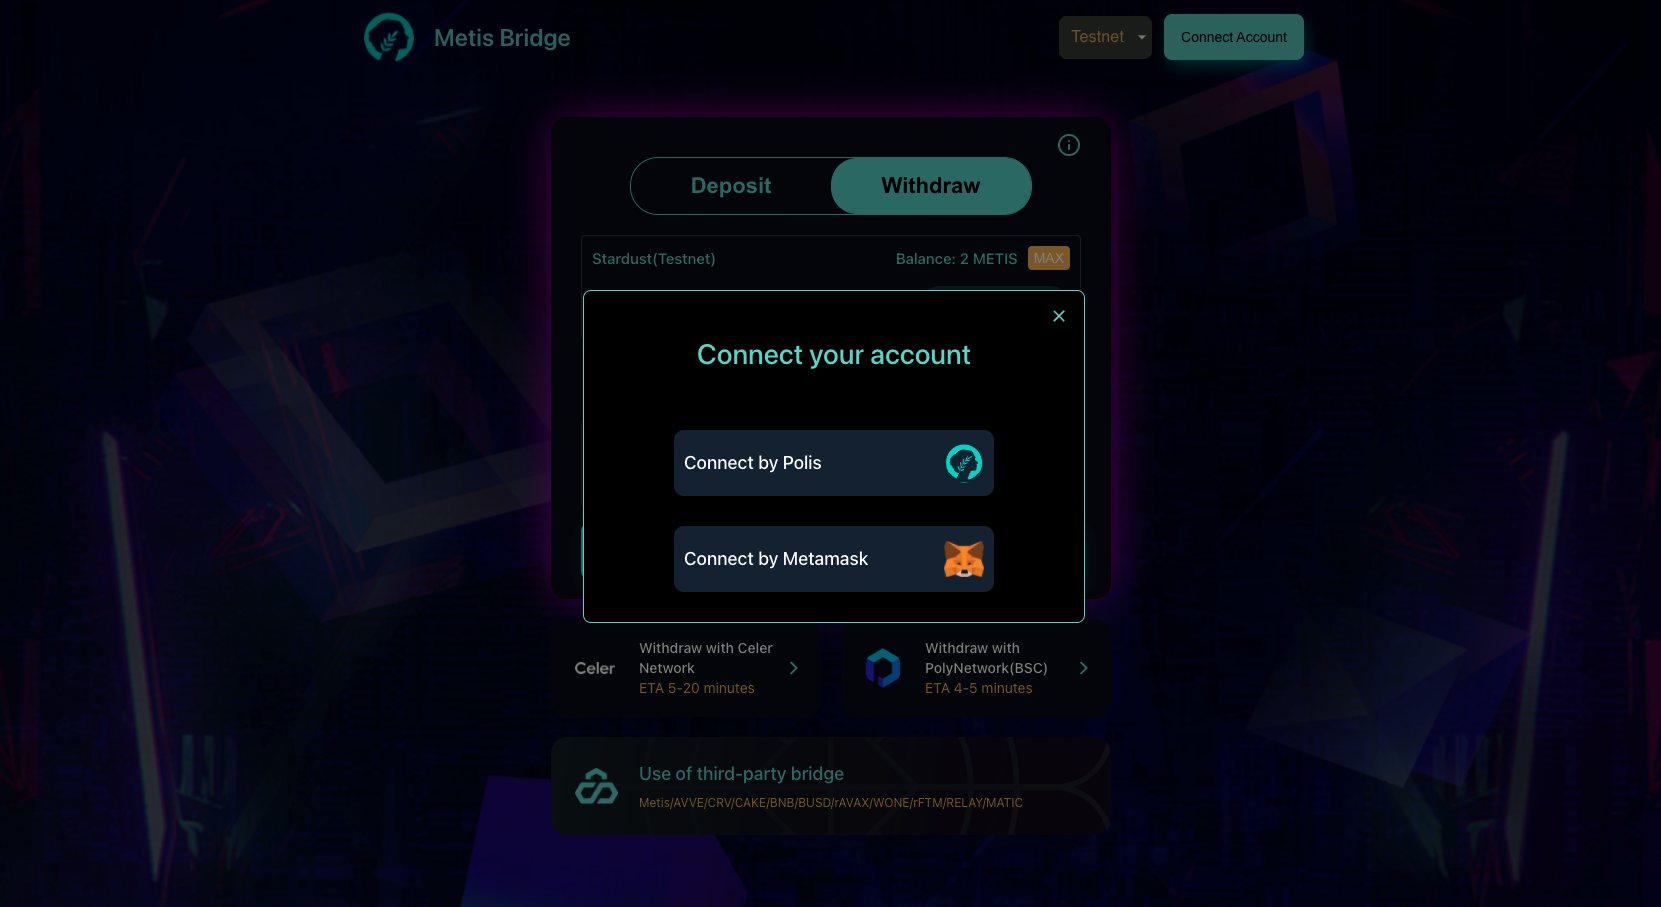 Metis Bridge
Testnet
Connect Account
Deposit
Withdraw
Stardust(Testnet)
Balance: 2 METIS
MAX
Connect your account
Connect by Polis
Connect by Metamask
Celer
Withdraw with Celer
Network
ETA 5-20 minutes
Withdraw with
PolyNetwork(BSC)
ETA 4-5 minutes
Use of third-party bridge
Metis/AVVE/CRV/CAKE/BNB/BUSD/rAVAX/WONE/rFTM/RELAY/MATIC